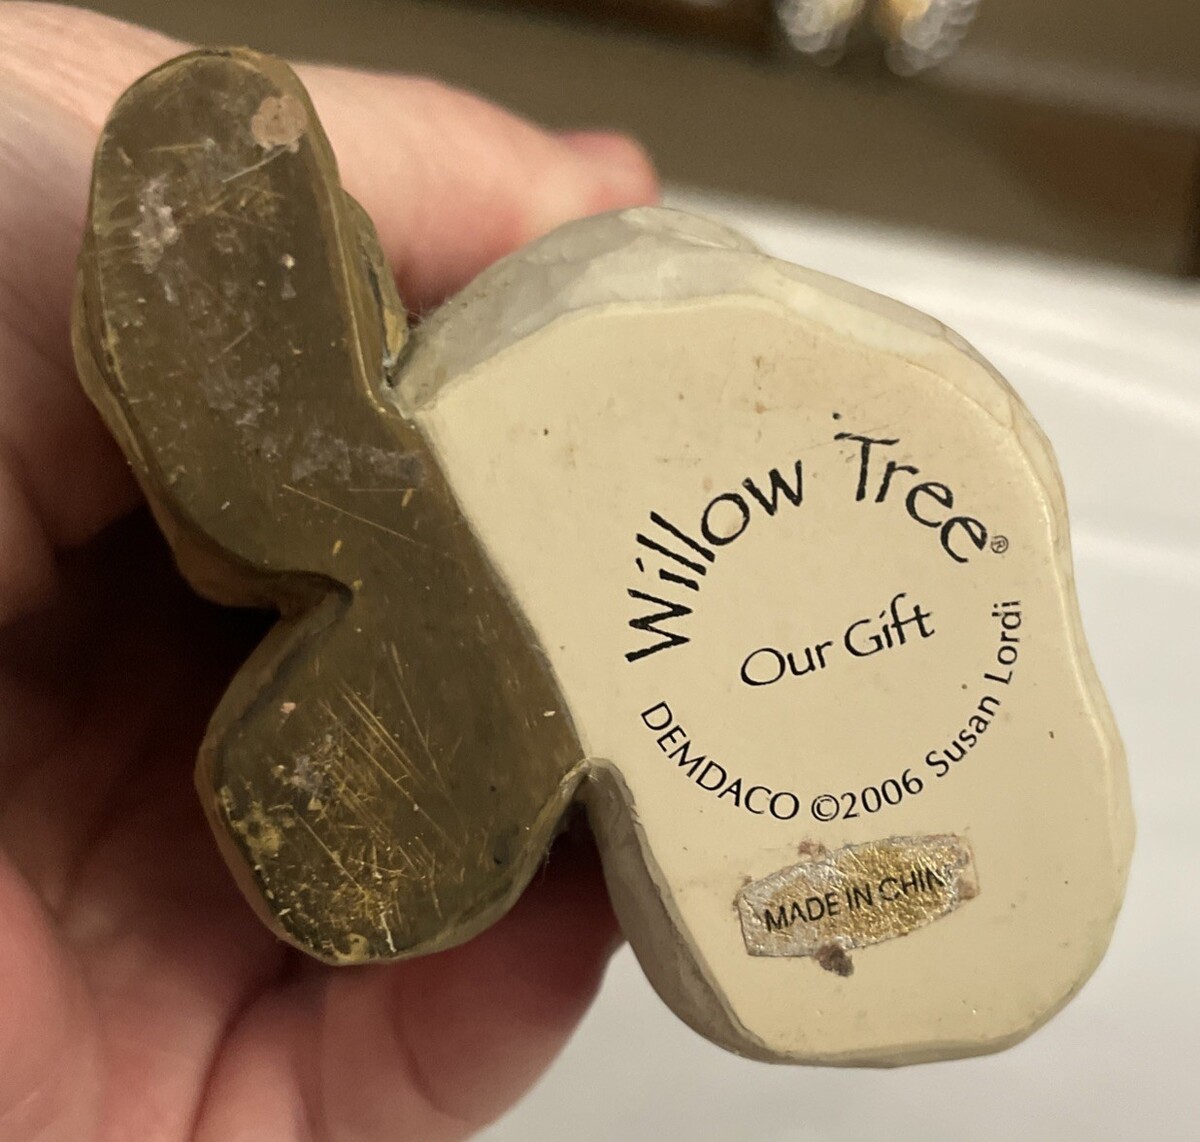 Willow Tree®
Our Gift
DEMDACO ©2006 Susan Lordi
MADE IN CHIN